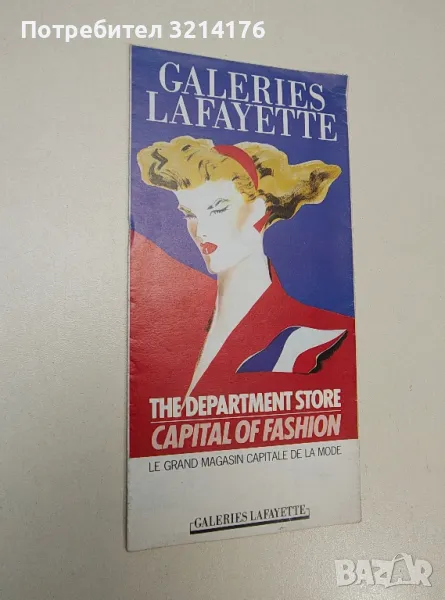 Потребител 3214176
GALERIES
LAFAYETTE
THE DEPARTMENT STORE
CAPITAL OF FASHION
LE GRAND MAGASIN CAPITALE DE LA MODE
GALERIES LAFAYETTE
BAZAR